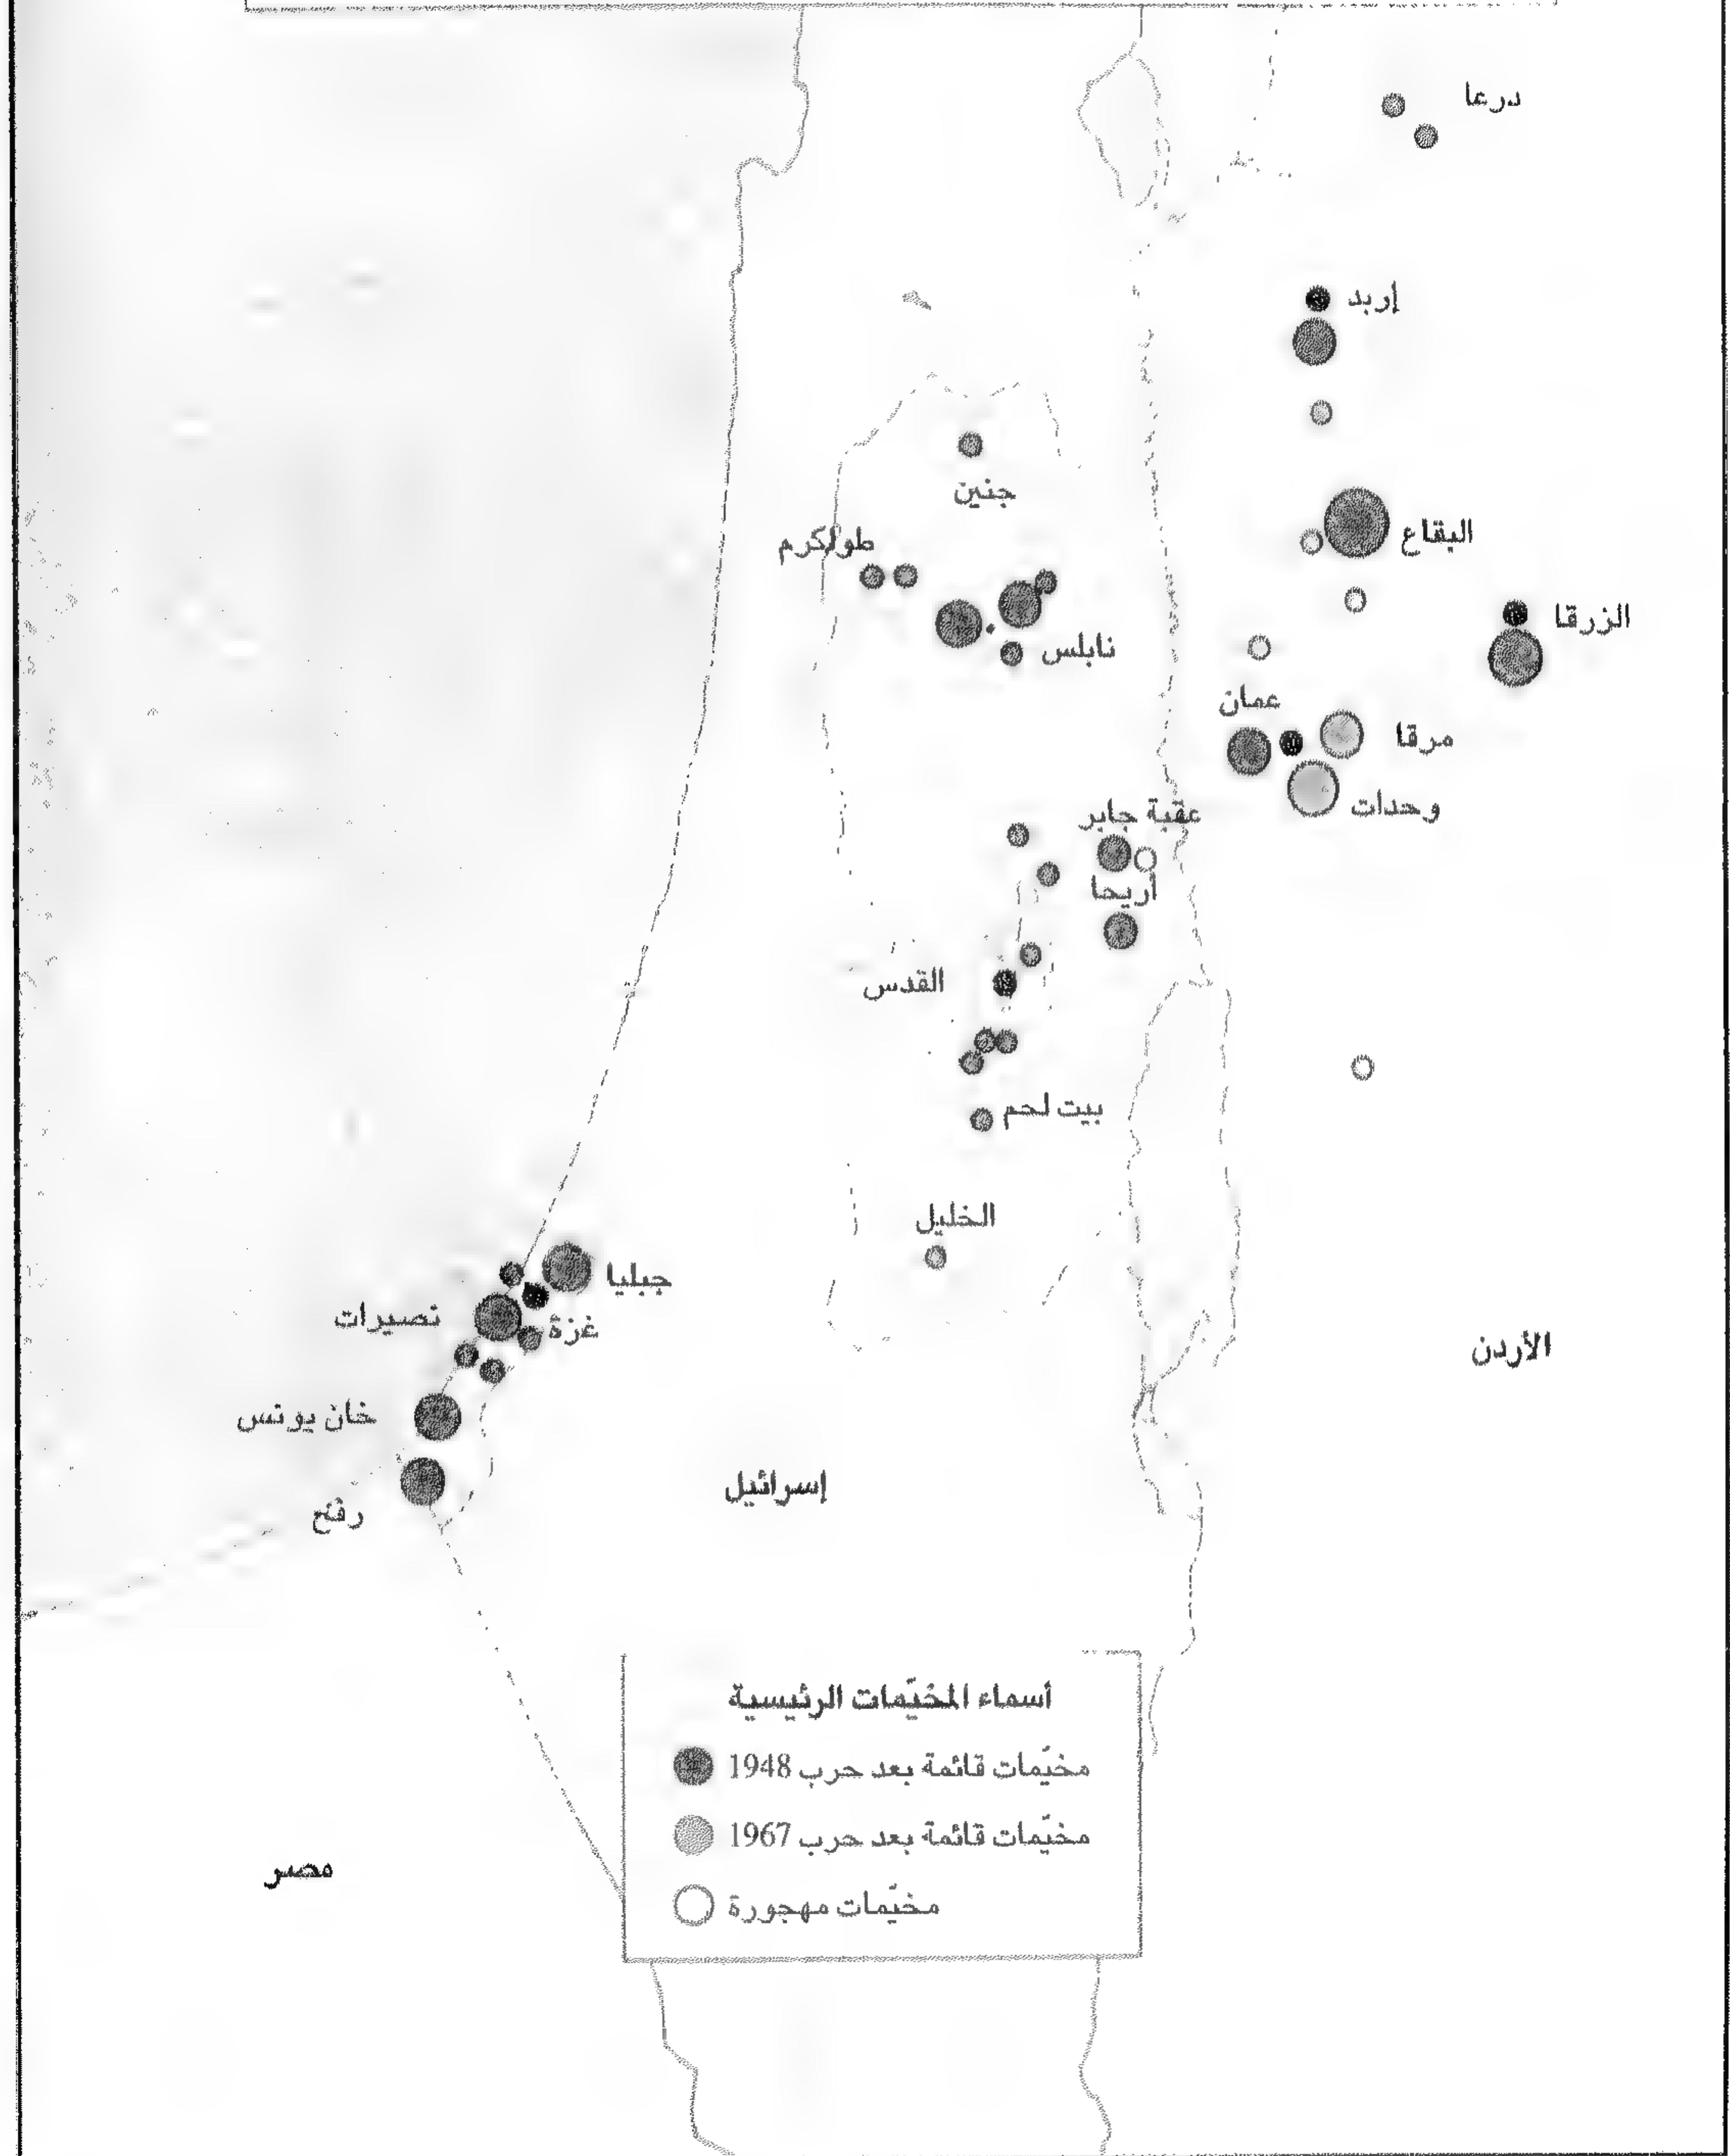 درعا
إربد
جنين
البقاع
طولكرم
الزرقا
نابلس
عمان
مرقا
وحدات
عقبة جابر
أريحا
القدس
بيت لحم
الخليل
جبليا
نصيرات
غزة
الأردن
خان يونس
إسرائيل
رفح
أسماء المخيّمات الرئيسية
مخيّمات قائمة بعد حرب 1948
مخيّمات قائمة بعد حرب 1967
مصر
مخيّمات مهجورة